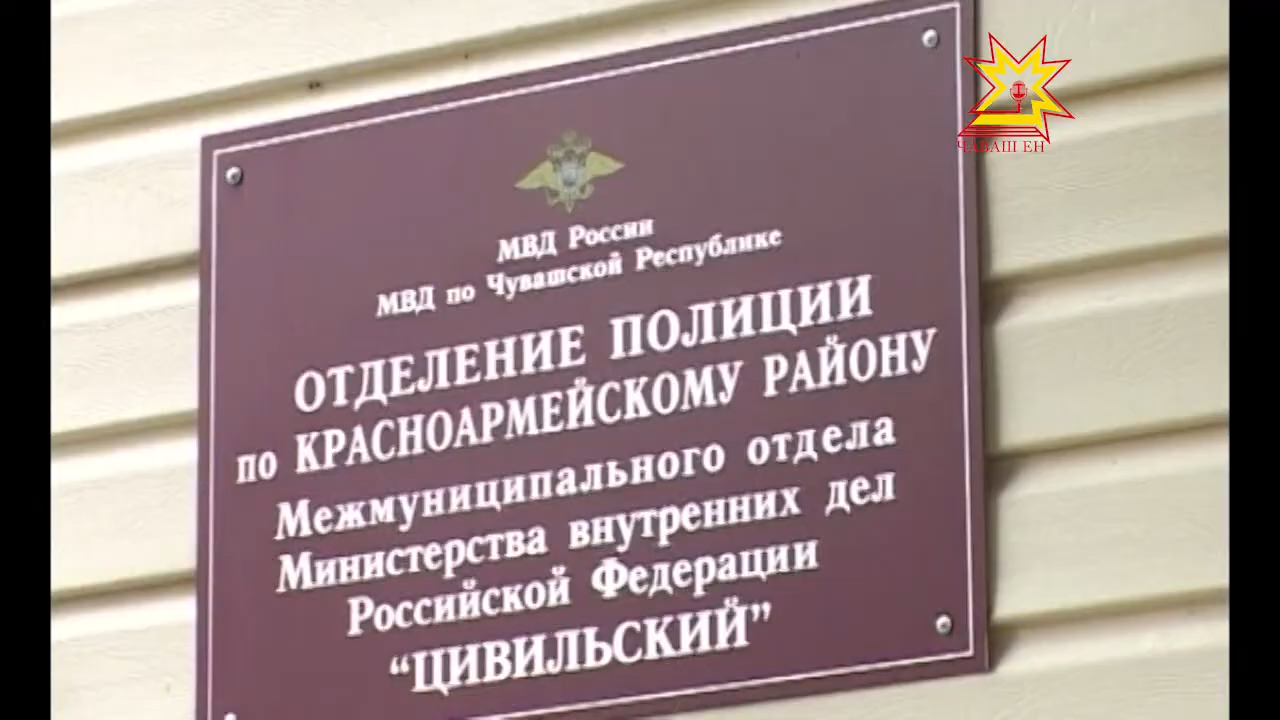 ЧĂВАШ ЕН
МВД России
МВД по Чувашской Республике
ОТДЕЛЕНИЕ ПОЛИЦИИ
по КРАСНОАРМЕЙСКОМУ РАЙОНУ
Межмуниципального отдела
Министерства внутренних дел
Российской Федерации
“ЦИВИЛЬСКИЙ”